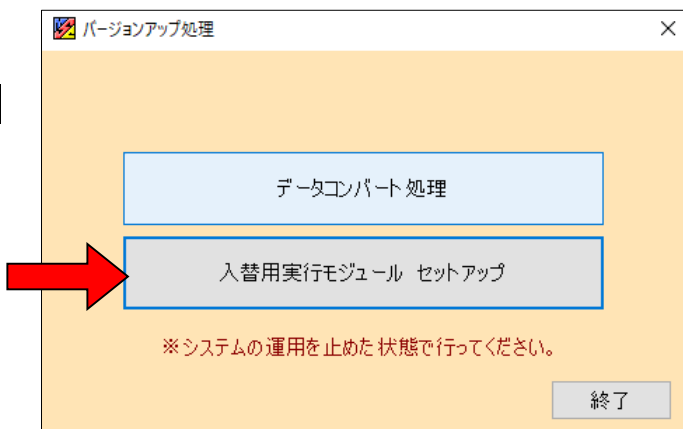 バージョンアップ処理
データコンバート処理
入替用実行モジュール セットアップ
※システムの運用を止めた状態で行ってください。
終了